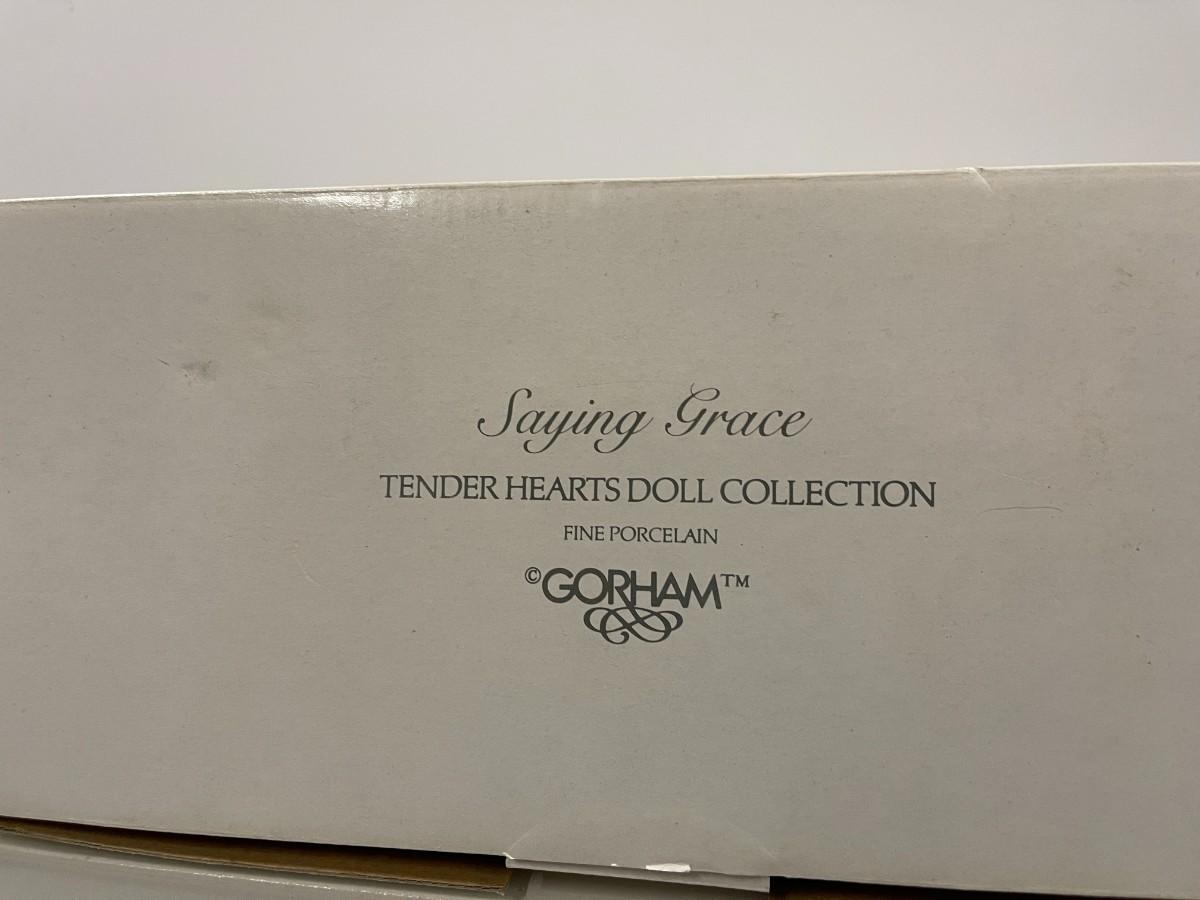 Saying Grace
TENDER HEARTS DOLL COLLECTION
FINE PORCELAIN
©GORHAM™